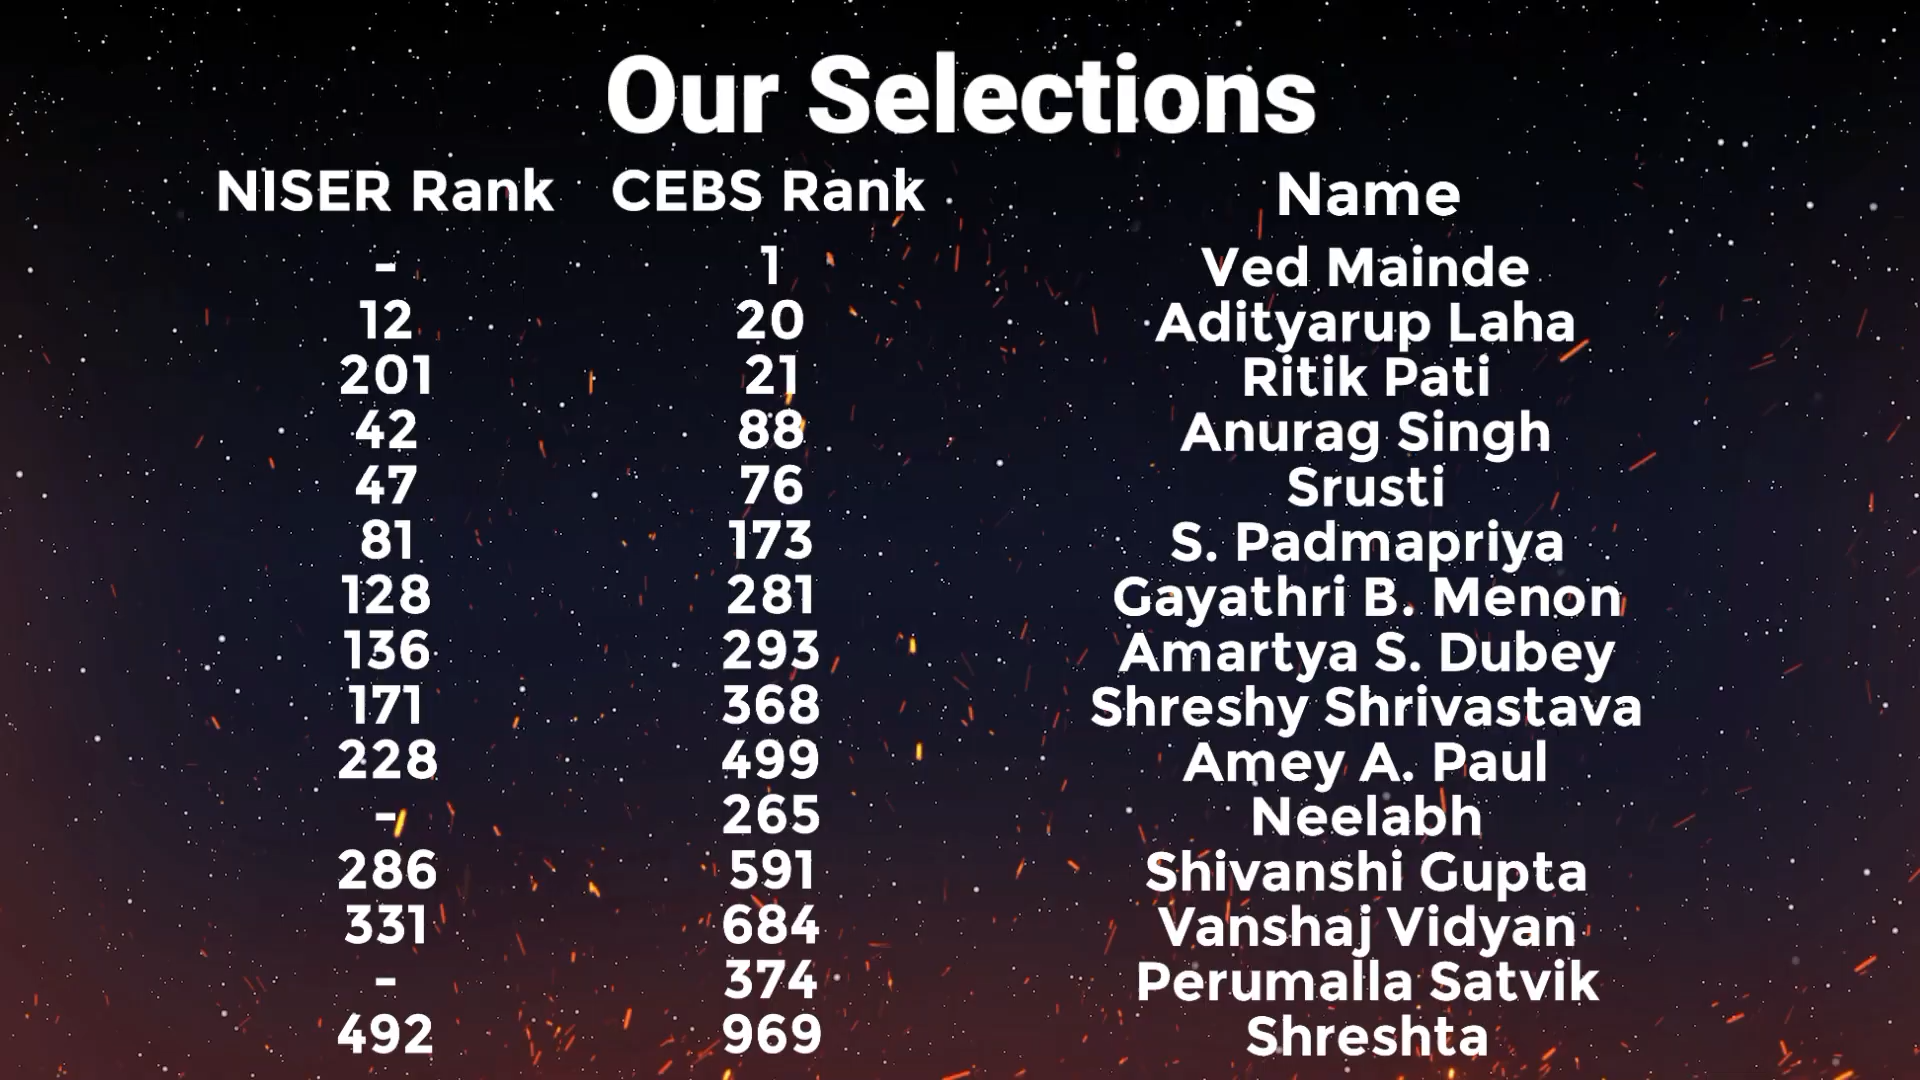 Our Selections
NISER Rank CEBS Rank Name
- 1 Ved Mainde
12 20 Adityarup Laha
201 21 Ritik Pati
42 88 Anurag Singh
47 76 Srusti
81 173 S. Padmapriya
128 281 Gayathri B. Menon
136 293 Amartya S. Dubey
171 368 Shreshy Shrivastava
228 499 Amey A. Paul
- 265 Neelabh
286 591 Shivanshi Gupta
331 684 Vanshaj Vidyan
- 374 Perumalla Satvik
492 969 Shreshta